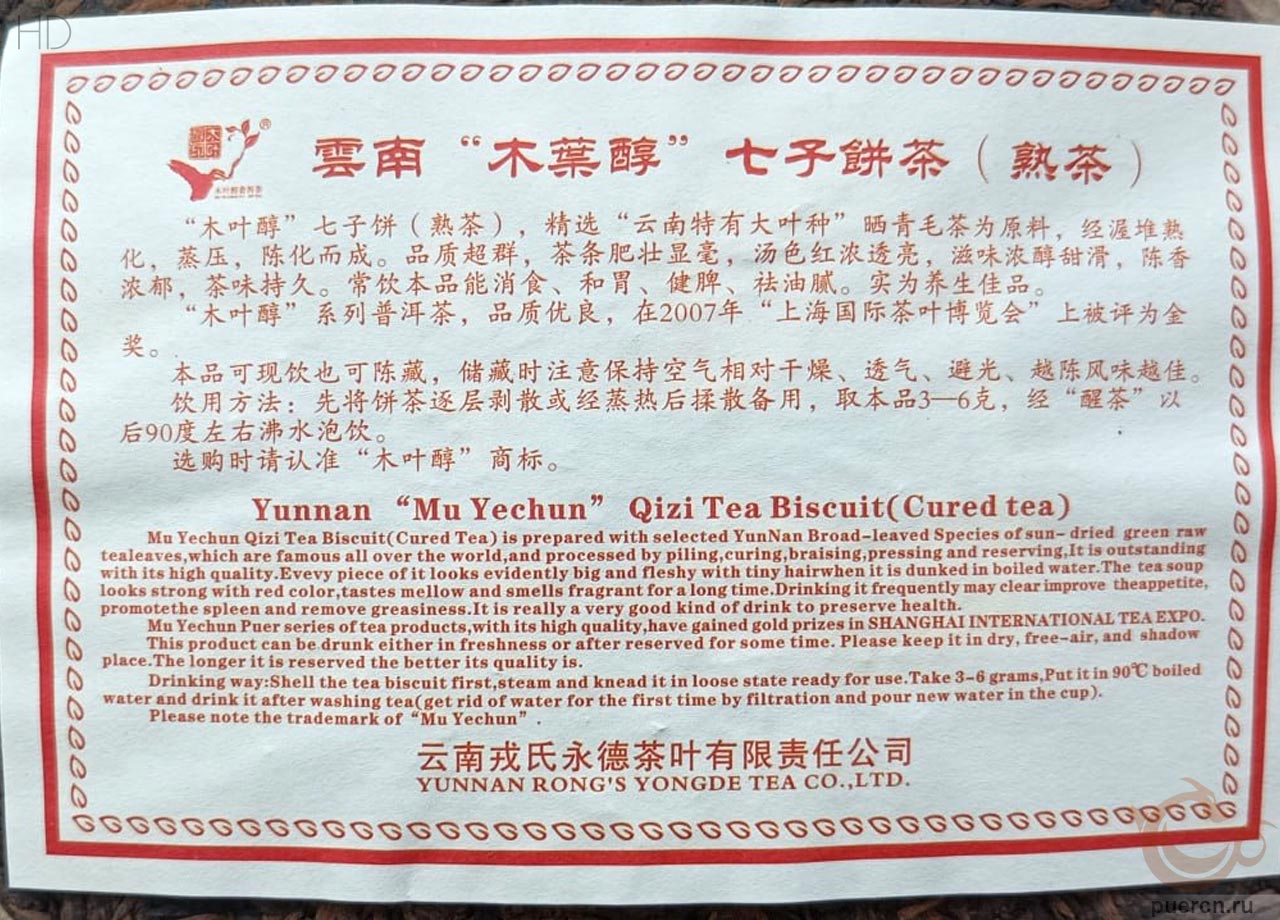 HD
雲南“木葉醇”七子餅茶（熟茶）
“木叶醇”七子饼（熟茶），精选“云南特有大叶种”晒青毛茶为原料，经渥堆熟
化，蒸压，陈化而成。品质超群，茶条肥壮显毫，汤色红浓透亮，滋味浓醇甜滑，陈香
浓郁，茶味持久。常饮本品能消食、和胃、健脾、祛油腻。实为养生佳品。
“木叶醇”系列普洱茶，品质优良，在2007年“上海国际茶叶博览会”上被评为金
奖。
本品可现饮也可陈藏，储藏时注意保持空气相对干燥、透气、避光、越陈风味越佳。
饮用方法：先将饼茶逐层剥散或经蒸热后揉散备用，取本品3—6克，经“醒茶”以
后90度左右沸水泡饮。
选购时请认准“木叶醇”商标。
Yunnan “Mu Yechun” Qizi Tea Biscuit(Cured tea)
Mu Yechun Qizi Tea Biscuit(Cured Tea) is prepared with selected YunNan Broad-leaved Species of sun- dried green raw
tealeaves,which are famous all over the world,and processed by piling,curing,braising,pressing and reserving,It is outstanding
with its high quality.Evevy piece of it looks evidently big and fleshy with tiny hairwhen it is dunked in boiled water.The tea soup
looks strong with red color,tastes mellow and smells fragrant for a long time.Drinking it frequently may clear improve theappetite,
promotethe spleen and remove greasiness.It is really a very good kind of drink to preserve health.
Mu Yechun Puer series of tea products,with its high quality,have gained gold prizes in SHANGHAI INTERNATIONAL TEA EXPO.
This product can be drunk either in freshness or after reserved for some time. Please keep it in dry, free-air, and shadow
place.The longer it is reserved the better its quality is.
Drinking way:Shell the tea biscuit first,steam and knead it in loose state ready for use.Take 3-6 grams,Put it in 90℃ boiled
water and drink it after washing tea(get rid of water for the first time by filtration and pour new water in the cup).
Please note the trademark of “Mu Yechun” .
云南戎氏永德茶叶有限责任公司
YUNNAN RONG'S YONGDE TEA CO.,LTD.
puercn.ru